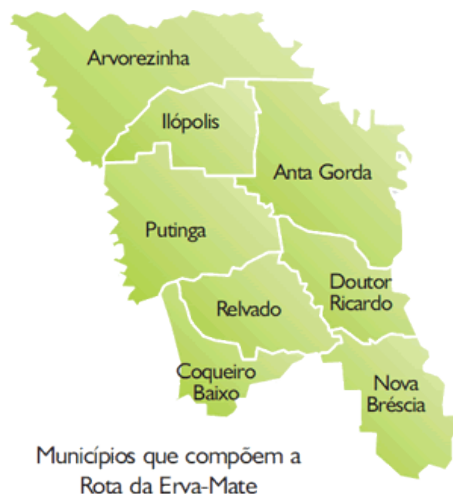 Arvorezinha
Ilópolis
Anta Gorda
Putinga
Doutor
Ricardo
Relvado
Coqueiro
Baixo
Nova
Bréscia
Municípios que compõem a
Rota da Erva-Mate